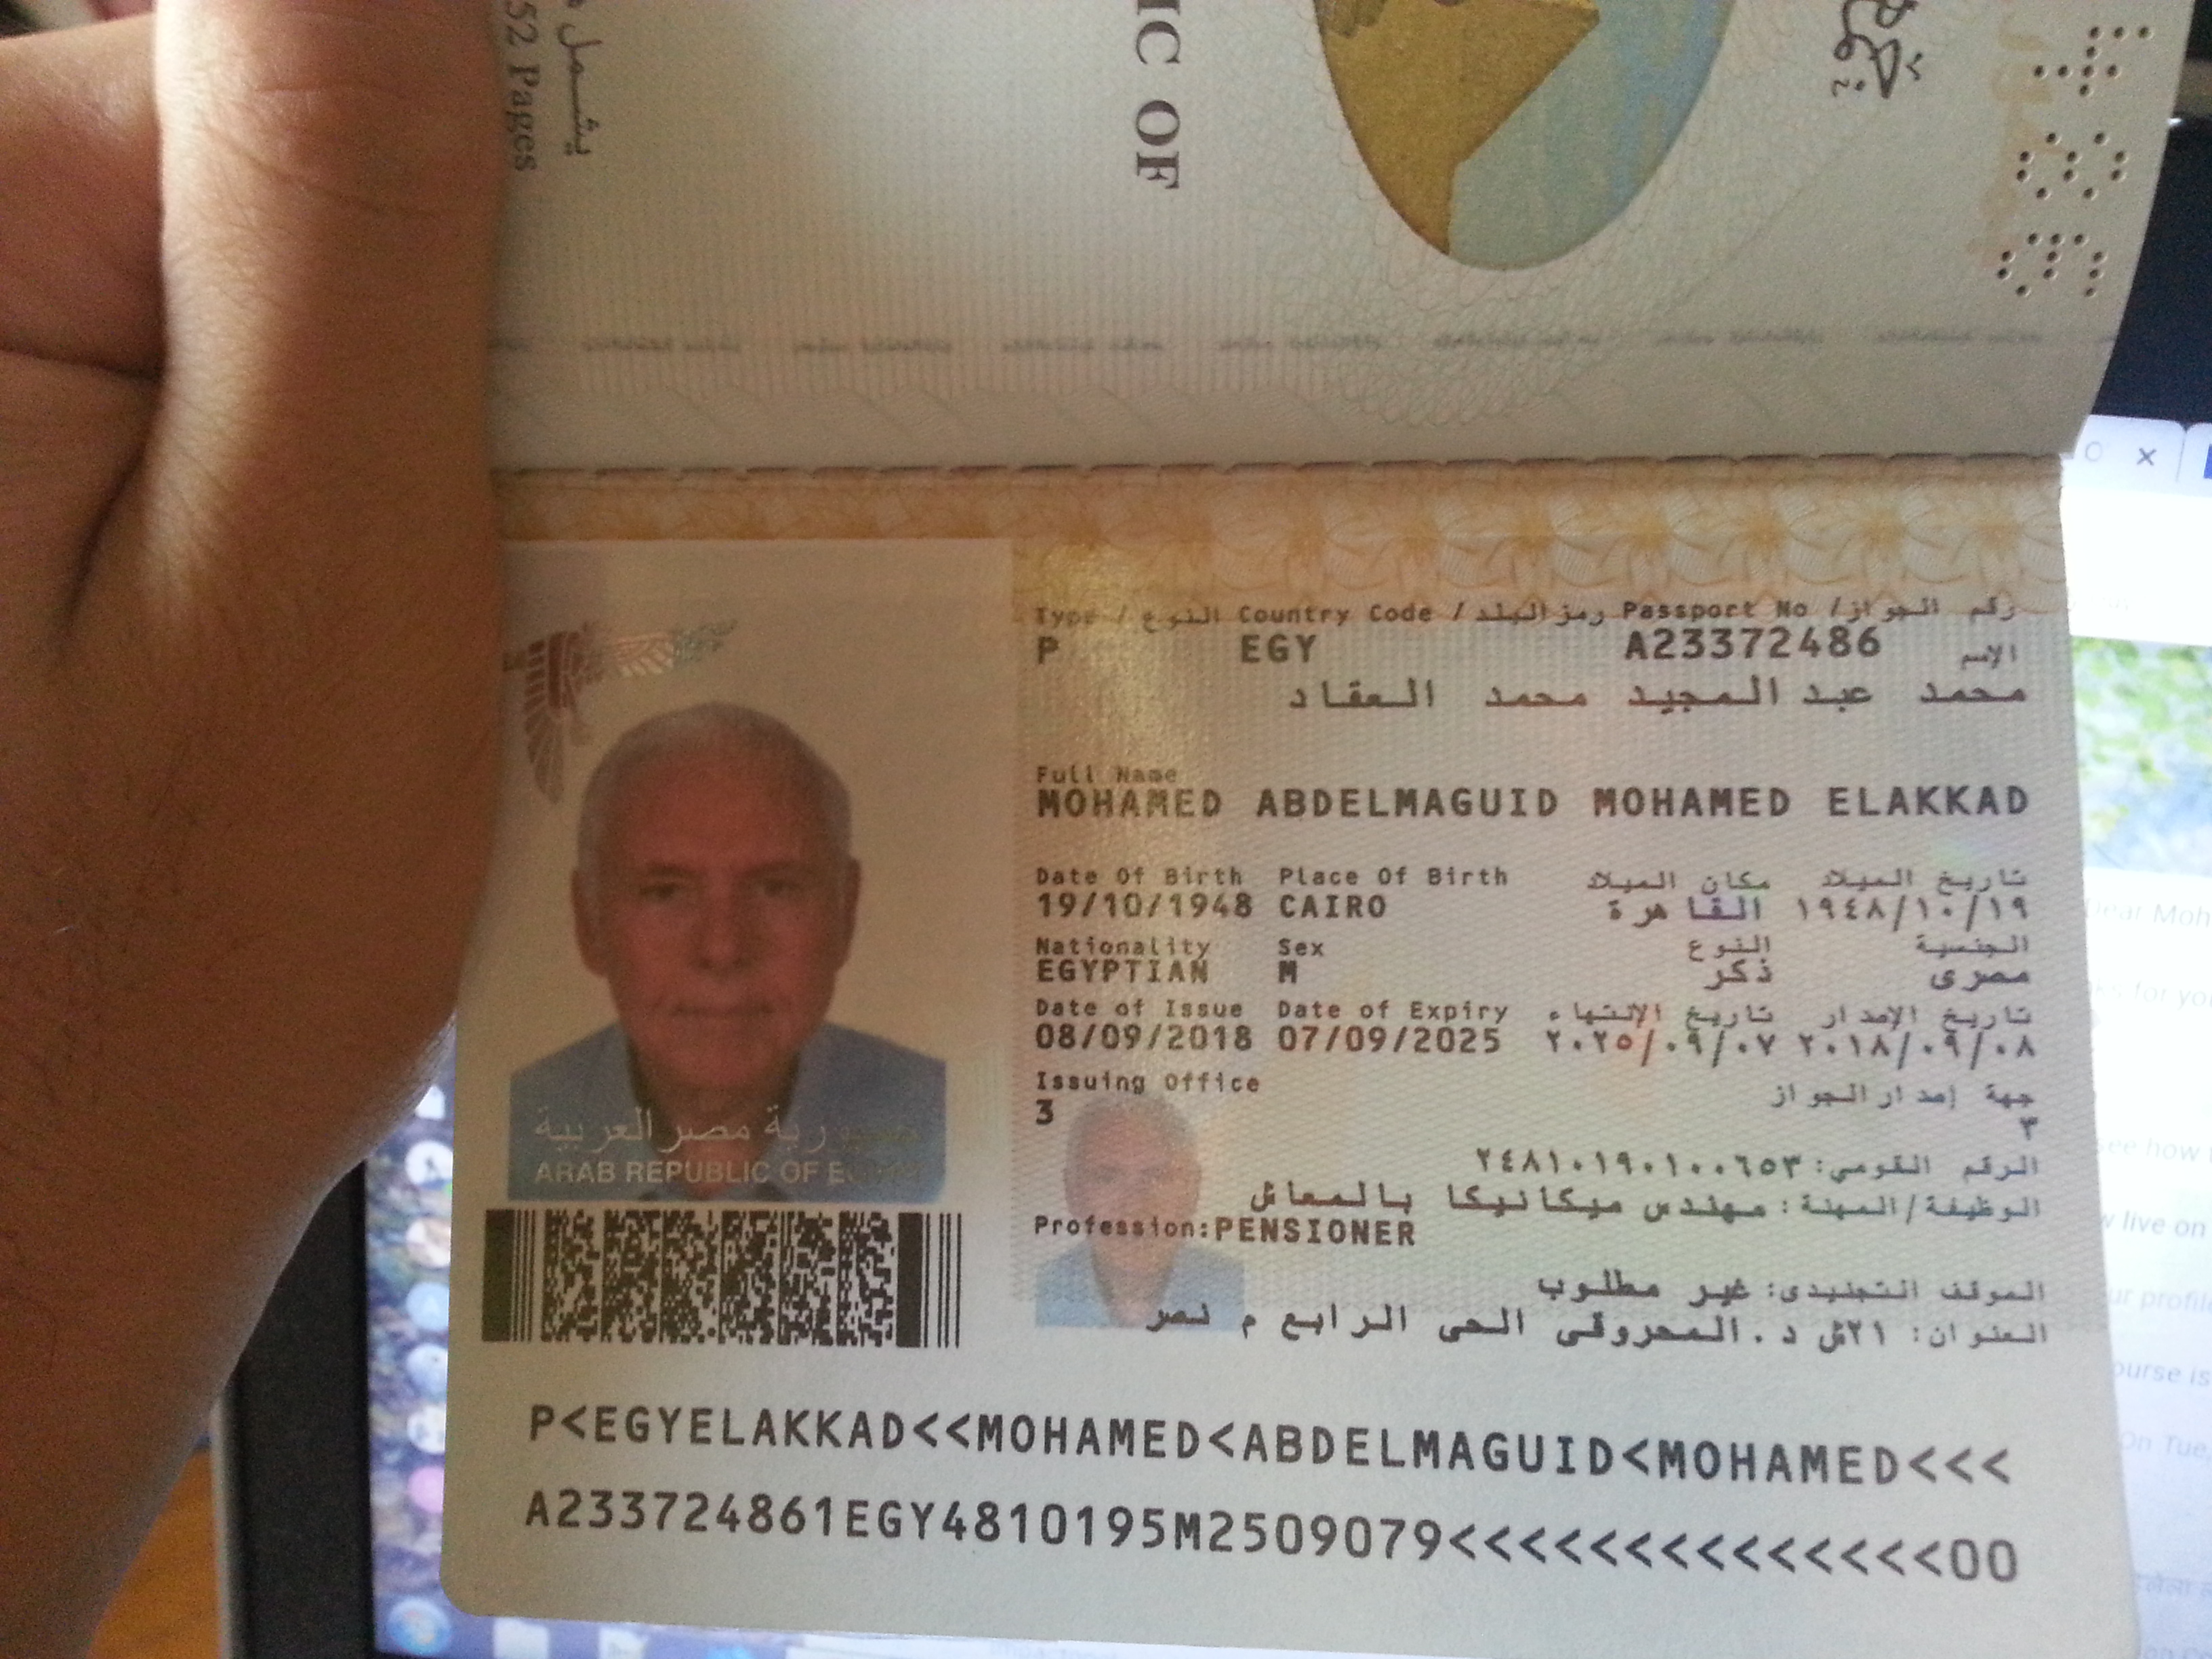 52 Pages
يشمل
IC OF
486
Type / النوع Country Code / رمز البلد Passport No / رقم الجواز
P EGY A23372486 الإسم
محمد عبد المجيد محمد العقاد
Full Name
MOHAMED ABDELMAGUID MOHAMED ELAKKAD
Date Of Birth Place Of Birth مكان الميلاد تاريخ الميلاد
19/10/1948 CAIRO القاهرة ١٩٤٨/١٠/١٩
Nationality Sex النوع الجنسية
EGYPTIAN M ذكر مصرى
Date of Issue Date of Expiry تاريخ الإنتهاء تاريخ الإصدار
08/09/2018 07/09/2025 ٢٠٢٥/٠٩/٠٧ ٢٠١٨/٠٩/٠٨
Issuing Office جهة إصدار الجواز
3 ٣
الرقم القومي: ٢٤٨١٠١٩٠١٠٠٦٥٣
الوظيفة/المهنة: مهندس ميكانيكا بالمعاش
Profession:PENSIONER
الموقف التجنيدى: غير مطلوب
العنوان: ٢١ش د.المحروقى الحى الرابع م نصر
جمهورية مصر العربية
ARAB REPUBLIC OF EGYPT
P<EGYELAKKAD<<MOHAMED<ABDELMAGUID<MOHAMED<<<
A233724861EGY4810195M2509079<<<<<<<<<<<<<<00